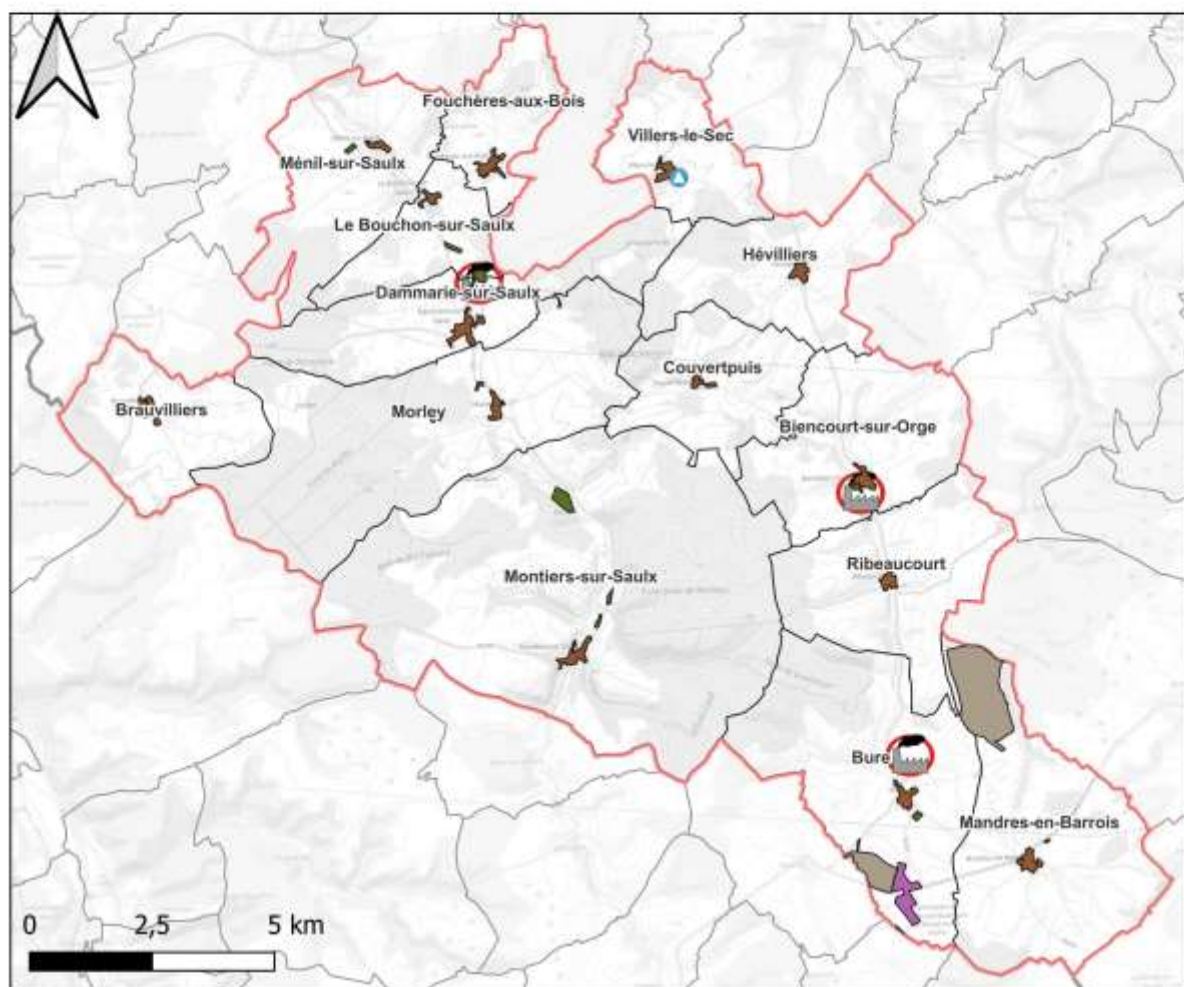 Fouchères-aux-Bois
Villers-le-Sec
Ménil-sur-Saulx
Le Bouchon-sur-Saulx
Hévilliers
Dammarie-sur-Saulx
Couvertpuis
Brauvilliers
Morley
Biencourt-sur-Orge
Ribeaucourt
Montiers-sur-Saulx
Bure
Mandres-en-Barrois
0 2,5 5 km